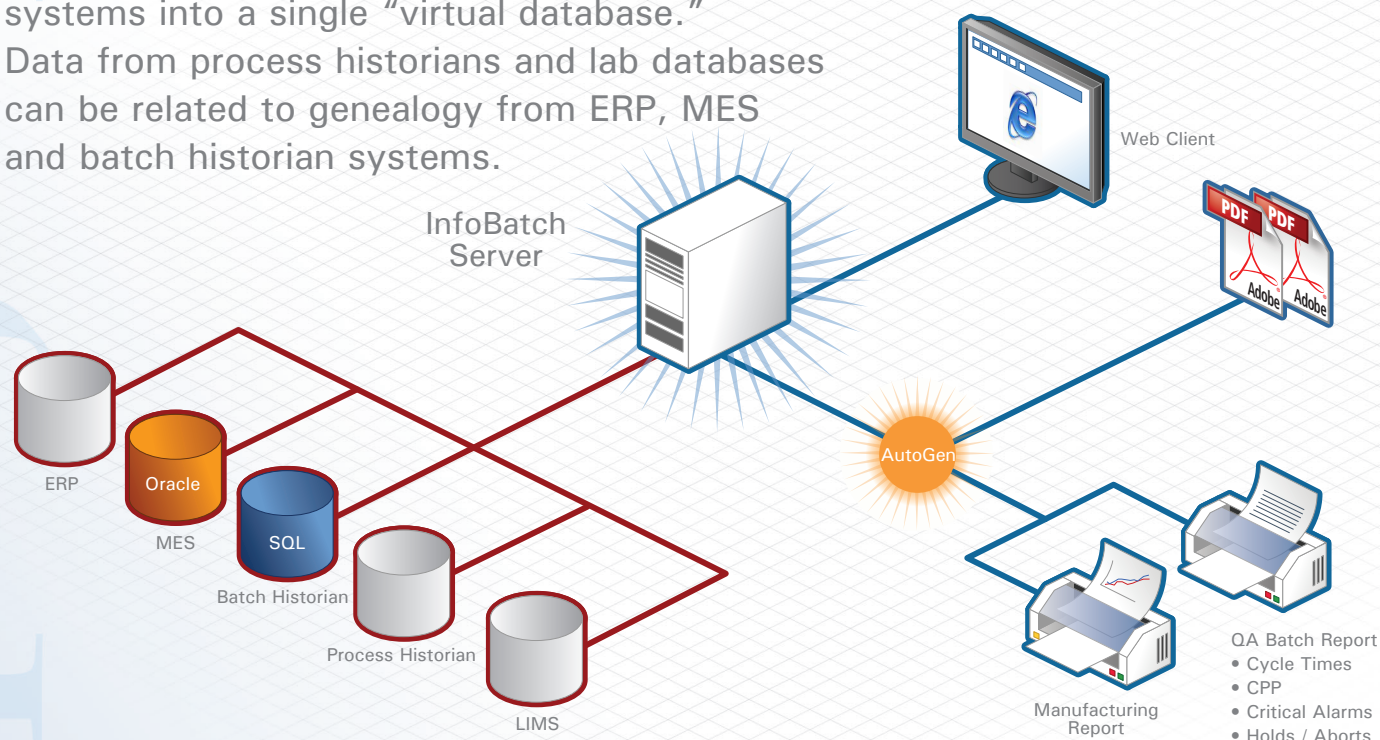 systems into a single “virtual database.”
Data from process historians and lab databases
can be related to genealogy from ERP, MES
and batch historian systems.
Web Client
InfoBatch
Server
PDF
PDF
Adobe
Adobe
ERP
Oracle
MES
SQL
Batch Historian
Process Historian
LIMS
AutoGen
Manufacturing
Report
QA Batch Report
• Cycle Times
• CPP
• Critical Alarms
• Holds / Aborts